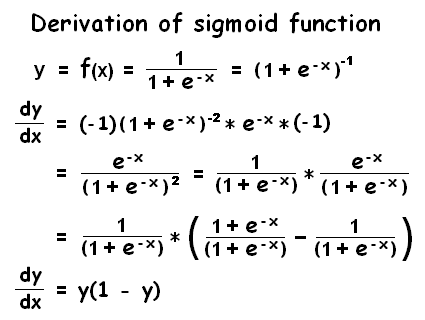 Derivation of sigmoid function
y = f(x) = 1 / (1 + e^-x) = (1 + e^-x)^-1
dy/dx = (-1)(1 + e^-x)^-2 * e^-x * (-1)
= e^-x / (1 + e^-x)^2 = 1 / (1 + e^-x) * e^-x / (1 + e^-x)
= 1 / (1 + e^-x) * ( (1 + e^-x) / (1 + e^-x) − 1 / (1 + e^-x) )
dy/dx = y(1 - y)